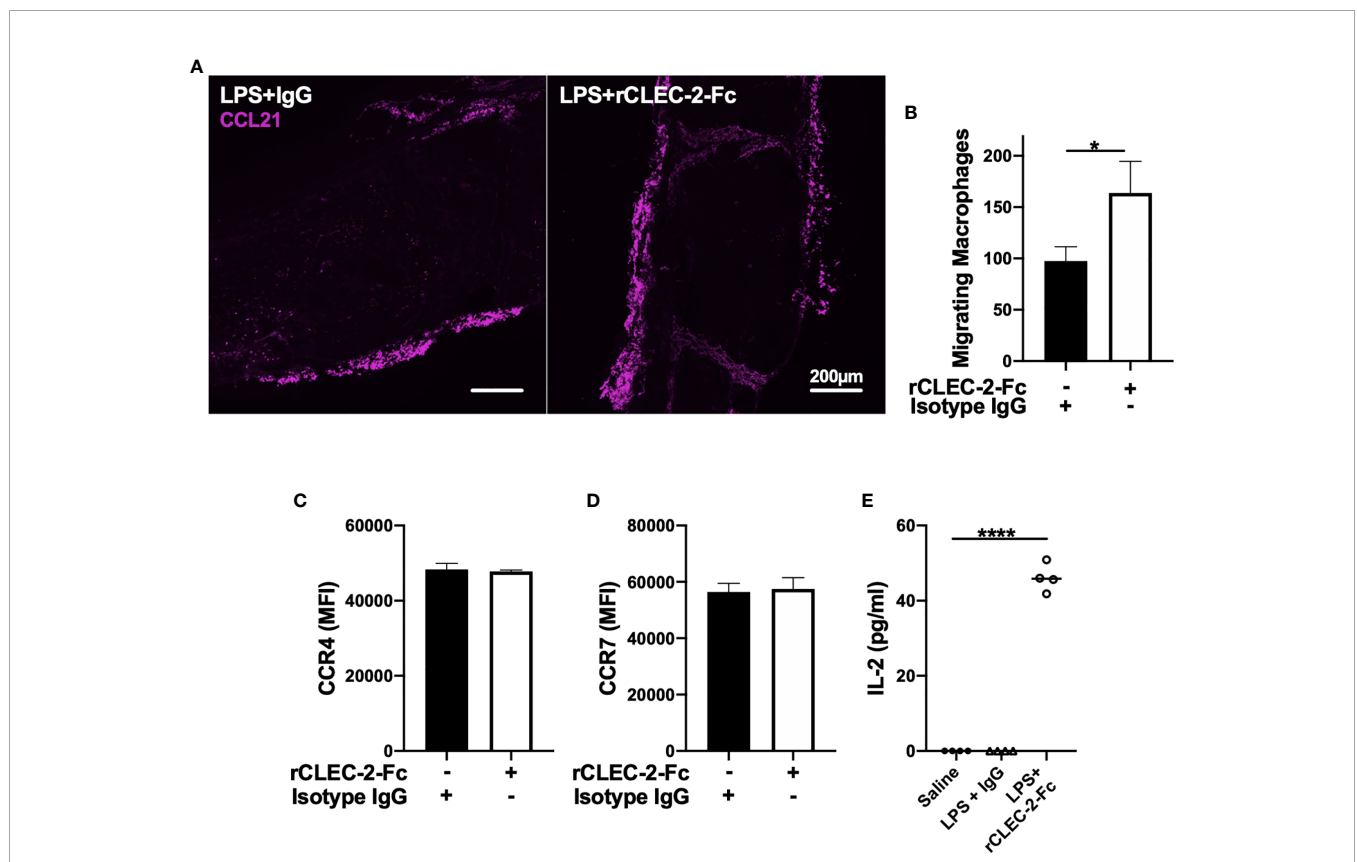 A
LPS+IgG
CCL21
LPS+rCLEC-2-Fc
200µm
B
Migrating Macrophages
200
150
100
50
0
*
rCLEC-2-Fc - +
Isotype IgG + -
C
CCR4 (MFI)
60000
40000
20000
0
rCLEC-2-Fc - +
Isotype IgG + -
D
CCR7 (MFI)
80000
60000
40000
20000
0
rCLEC-2-Fc - +
Isotype IgG + -
E
IL-2 (pg/ml)
60
40
20
0
****
Saline
LPS + IgG
LPS+
rCLEC-2-Fc